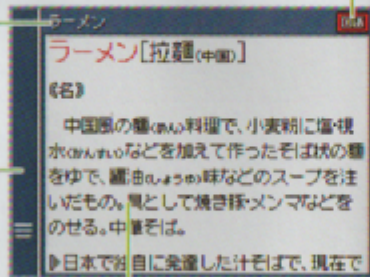 ラーメン
ラーメン[拉麺(中国)]
《名》
中国風の麺(めん)料理で、小麦粉に塩・梘
水(かんすい)などを加えて作ったそば状の麺
をゆで、醬油(しょうゆ)味などのスープを注
いだもの。具として焼き豚・メンマなどを
のせる。中華そば。
▷日本で独自に発達した汁そばで、現在で